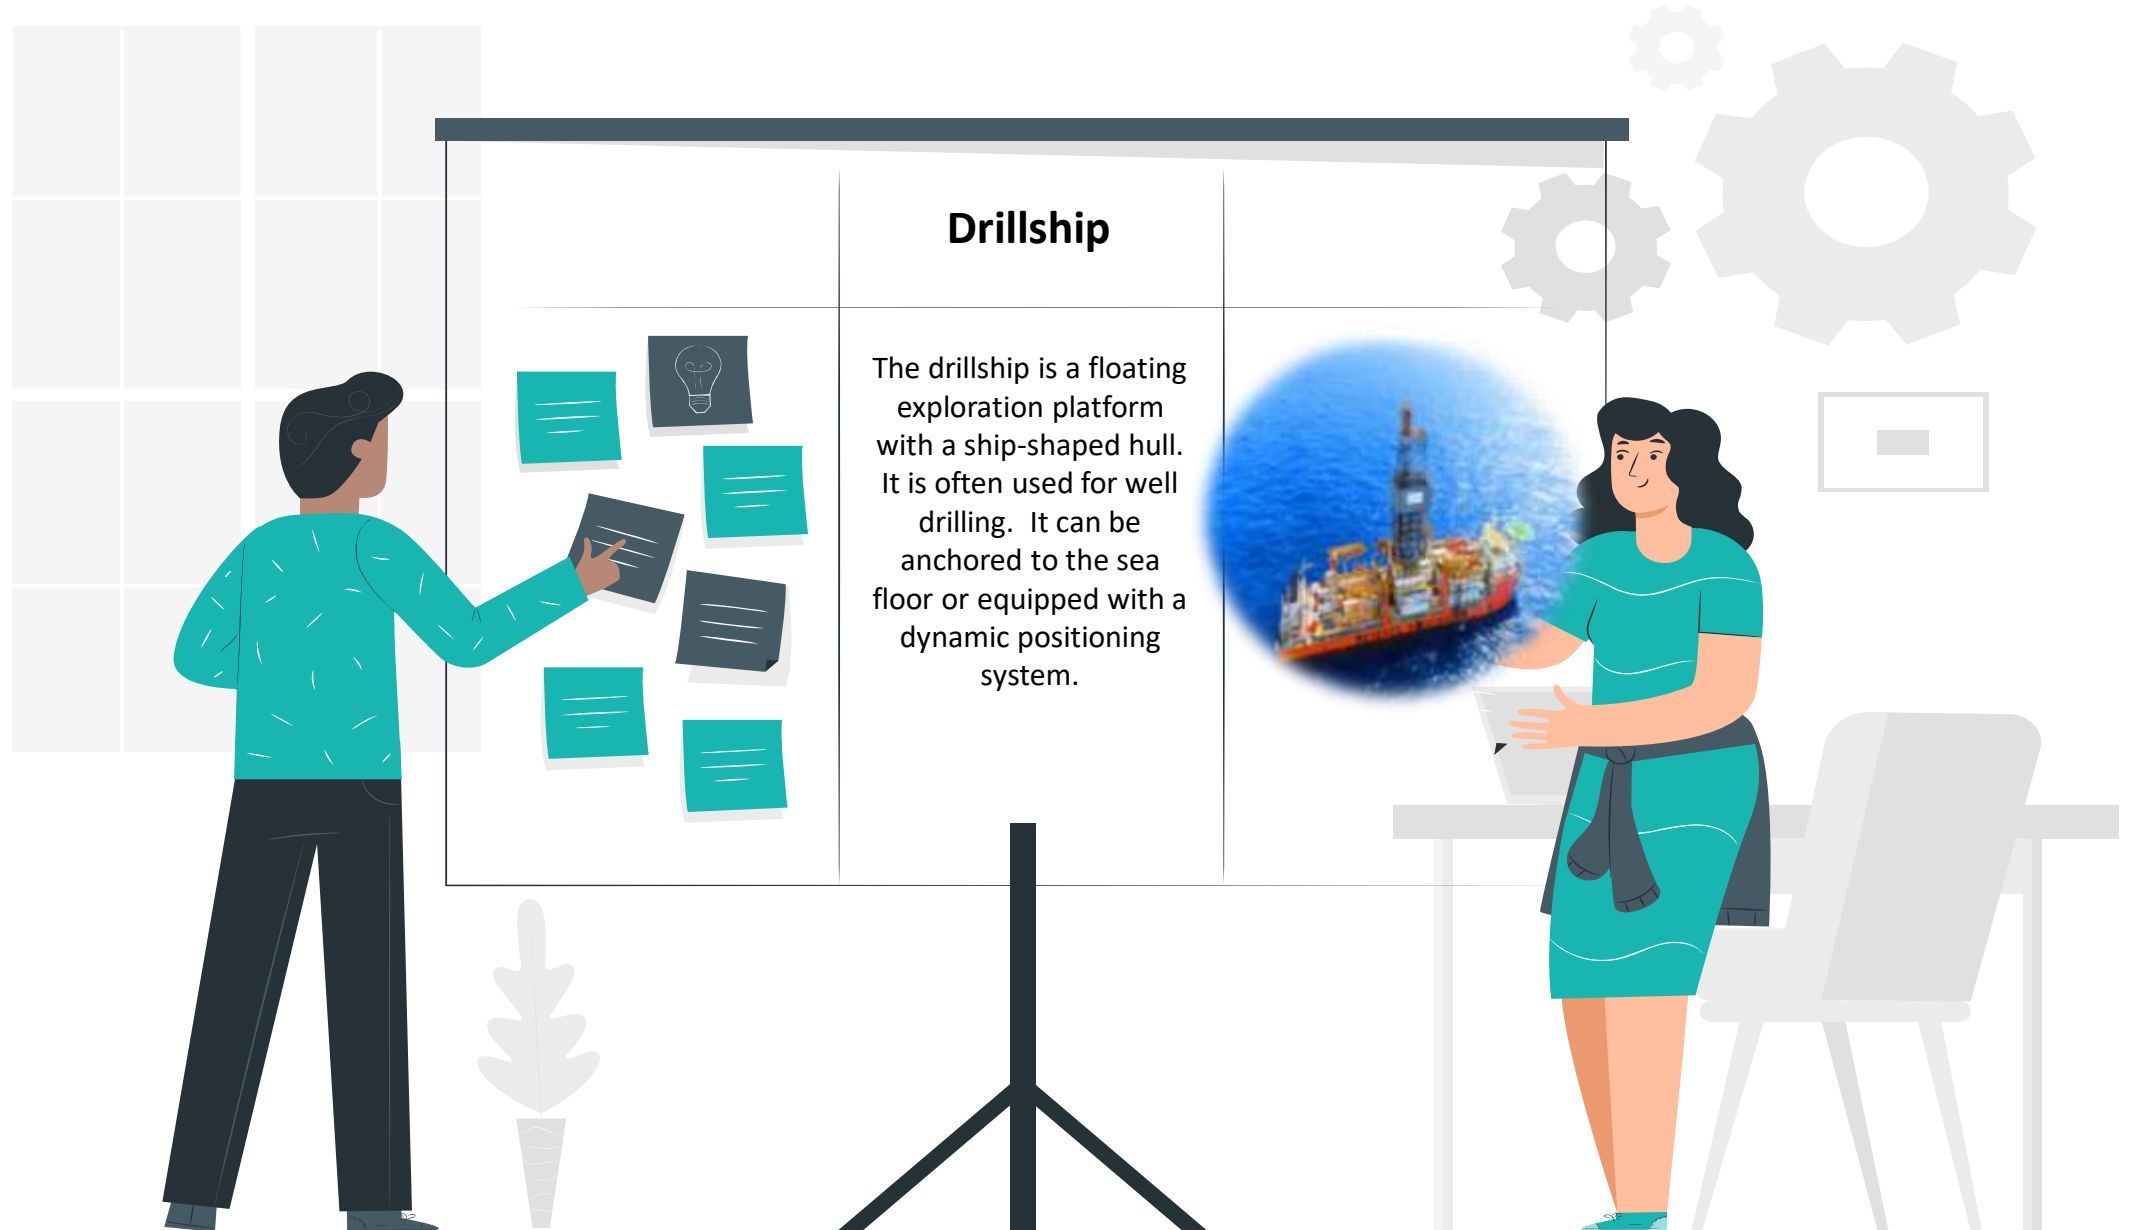 Drillship
The drillship is a floating
exploration platform
with a ship-shaped hull.
It is often used for well
drilling.  It can be
anchored to the sea
floor or equipped with a
dynamic positioning
system.